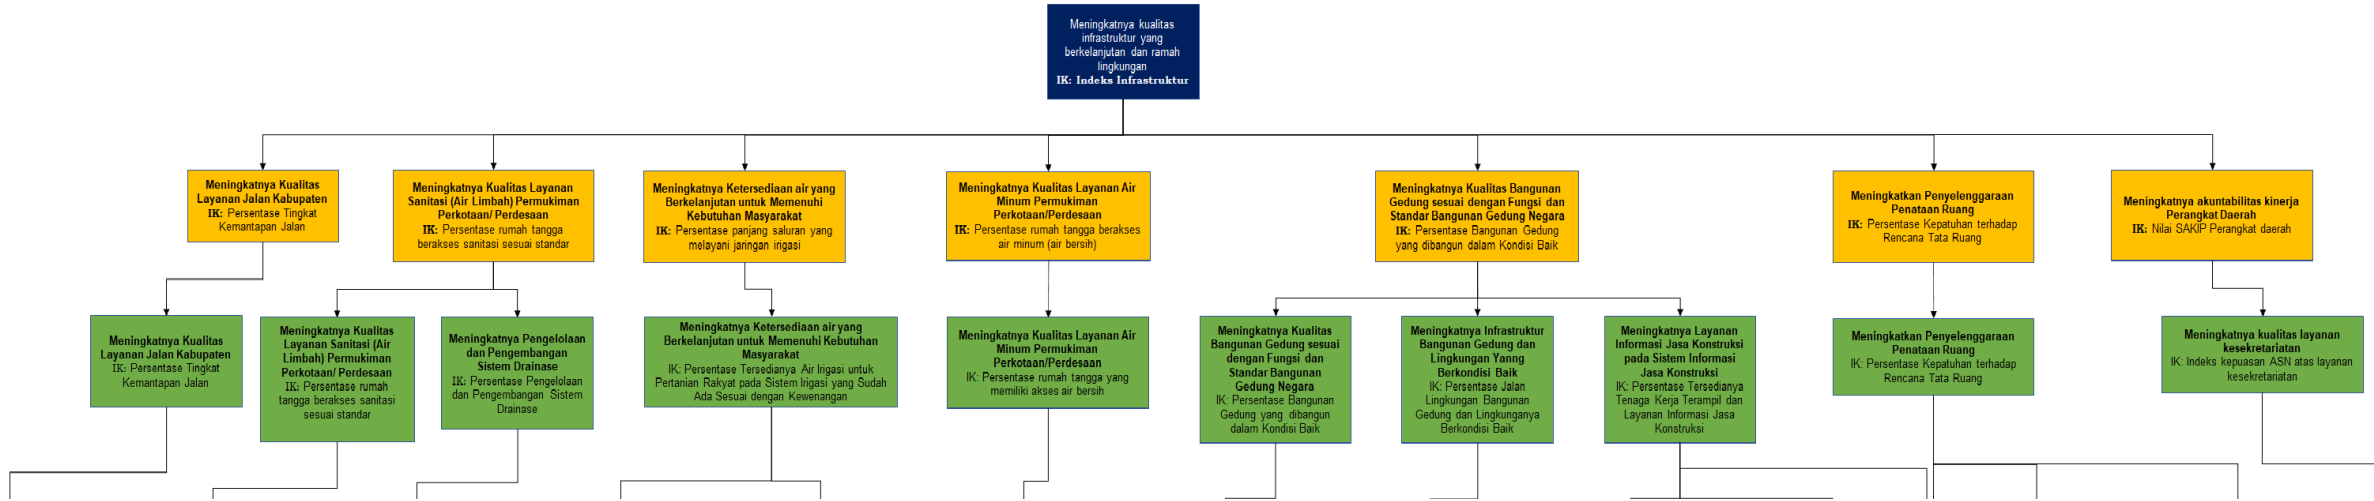 Meningkatnya kualitas
infrastruktur yang
berkelanjutan dan ramah
lingkungan
IK: Indeks Infrastruktur
Meningkatnya Kualitas
Layanan Jalan Kabupaten
IK: Persentase Tingkat
Kemantapan Jalan
Meningkatnya Kualitas Layanan
Sanitasi (Air Limbah) Permukiman
Perkotaan/ Perdesaan
IK: Persentase rumah tangga
berakses sanitasi sesuai standar
Meningkatnya Ketersediaan air yang
Berkelanjutan untuk Memenuhi
Kebutuhan Masyarakat
IK: Persentase panjang saluran yang
melayani jaringan irigasi
Meningkatnya Kualitas Layanan Air
Minum Permukiman
Perkotaan/Perdesaan
IK: Persentase rumah tangga berakses
air minum (air bersih)
Meningkatnya Kualitas Bangunan
Gedung sesuai dengan Fungsi dan
Standar Bangunan Gedung Negara
IK: Persentase Bangunan Gedung
yang dibangun dalam Kondisi Baik
Meningkatkan Penyelenggaraan
Penataan Ruang
IK: Persentase Kepatuhan terhadap
Rencana Tata Ruang
Meningkatnya akuntabilitas kinerja
Perangkat Daerah
IK: Nilai SAKIP Perangkat daerah
Meningkatnya Kualitas
Layanan Jalan Kabupaten
IK: Persentase Tingkat
Kemantapan Jalan
Meningkatnya Kualitas
Layanan Sanitasi (Air
Limbah) Permukiman
Perkotaan/ Perdesaan
IK: Persentase rumah
tangga berakses sanitasi
sesuai standar
Meningkatnya Pengelolaan
dan Pengembangan
Sistem Drainase
IK: Persentase Pengelolaan
dan Pengembangan Sistem
Drainase
Meningkatnya Ketersediaan air yang
Berkelanjutan untuk Memenuhi Kebutuhan
Masyarakat
IK: Persentase Tersedianya Air Irigasi untuk
Pertanian Rakyat pada Sistem Irigasi yang Sudah
Ada Sesuai dengan Kewenangan
Meningkatnya Kualitas Layanan Air
Minum Permukiman
Perkotaan/Perdesaan
IK: Persentase rumah tangga yang
memiliki akses air bersih
Meningkatnya Kualitas
Bangunan Gedung sesuai
dengan Fungsi dan
Standar Bangunan
Gedung Negara
IK: Persentase Bangunan
Gedung yang dibangun
dalam Kondisi Baik
Meningkatnya Infrastruktur
Bangunan Gedung dan
Lingkungan Yanng
Berkondisi Baik
IK: Persentase Jalan
Lingkungan Bangunan
Gedung dan Lingkunganya
Berkondisi Baik
Meningkatnya Layanan
Informasi Jasa Konstruksi
pada Sistem Informasi
Jasa Konstruksi
IK: Persentase Tersedianya
Tenaga Kerja Terampil dan
Layanan Informasi Jasa
Konstruksi
Meningkatkan Penyelenggaraan
Penataan Ruang
IK: Persentase Kepatuhan terhadap
Rencana Tata Ruang
Meningkatnya kualitas layanan
kesekretariatan
IK: Indeks kepuasan ASN atas layanan
kesekretariatan